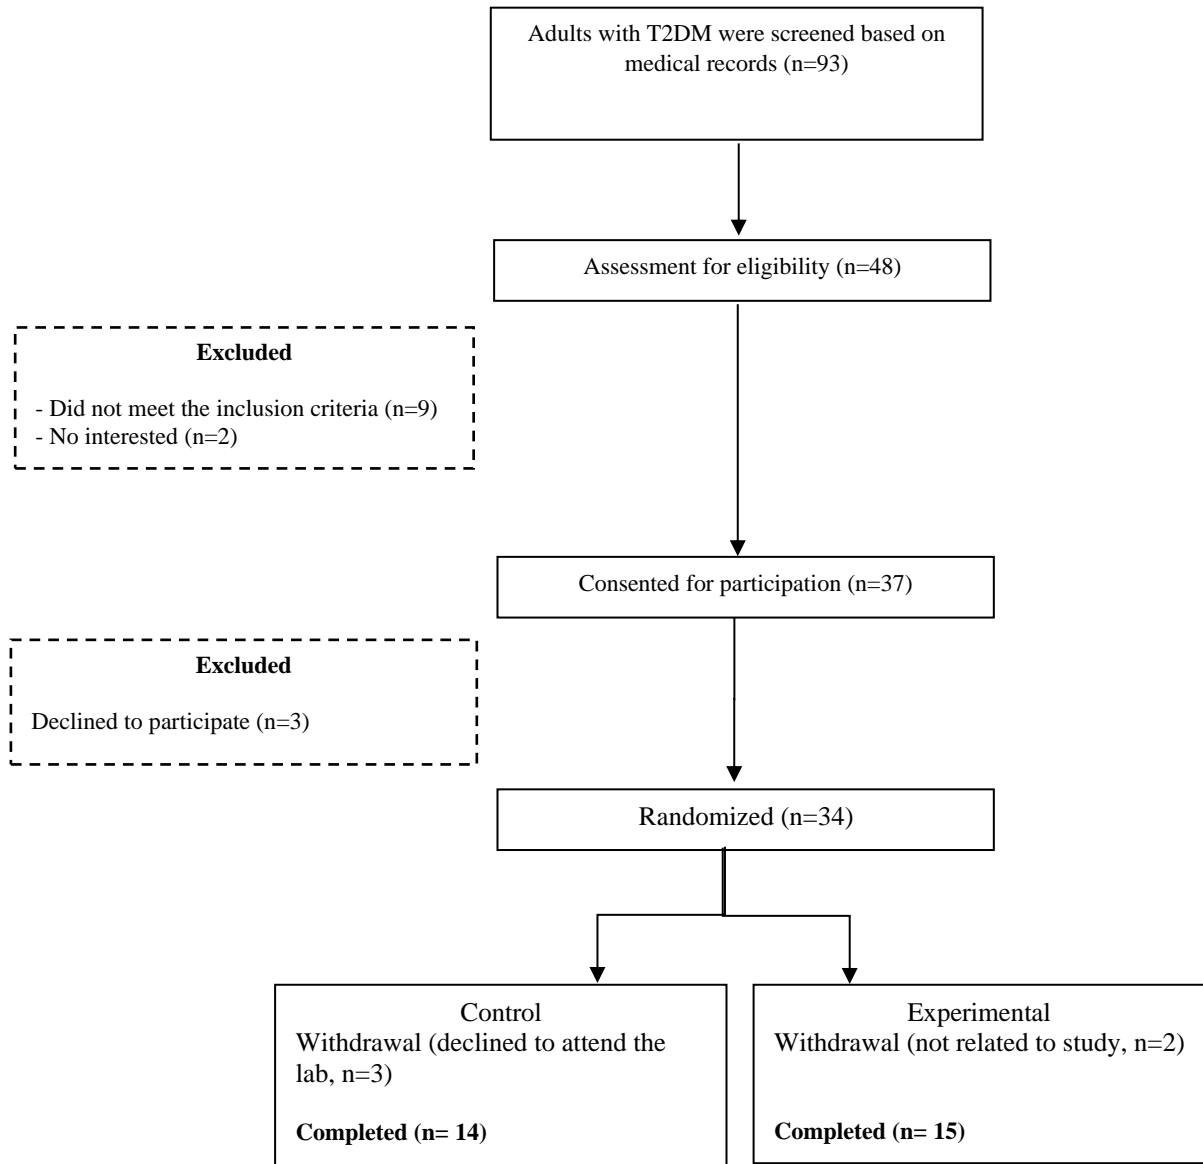 Adults with T2DM were screened based on
medical records (n=93)
Assessment for eligibility (n=48)
Excluded
- Did not meet the inclusion criteria (n=9)
- No interested (n=2)
Consented for participation (n=37)
Excluded
Declined to participate (n=3)
Randomized (n=34)
Control
Withdrawal (declined to attend the
lab, n=3)
Completed (n= 14)
Experimental
Withdrawal (not related to study, n=2)
Completed (n= 15)